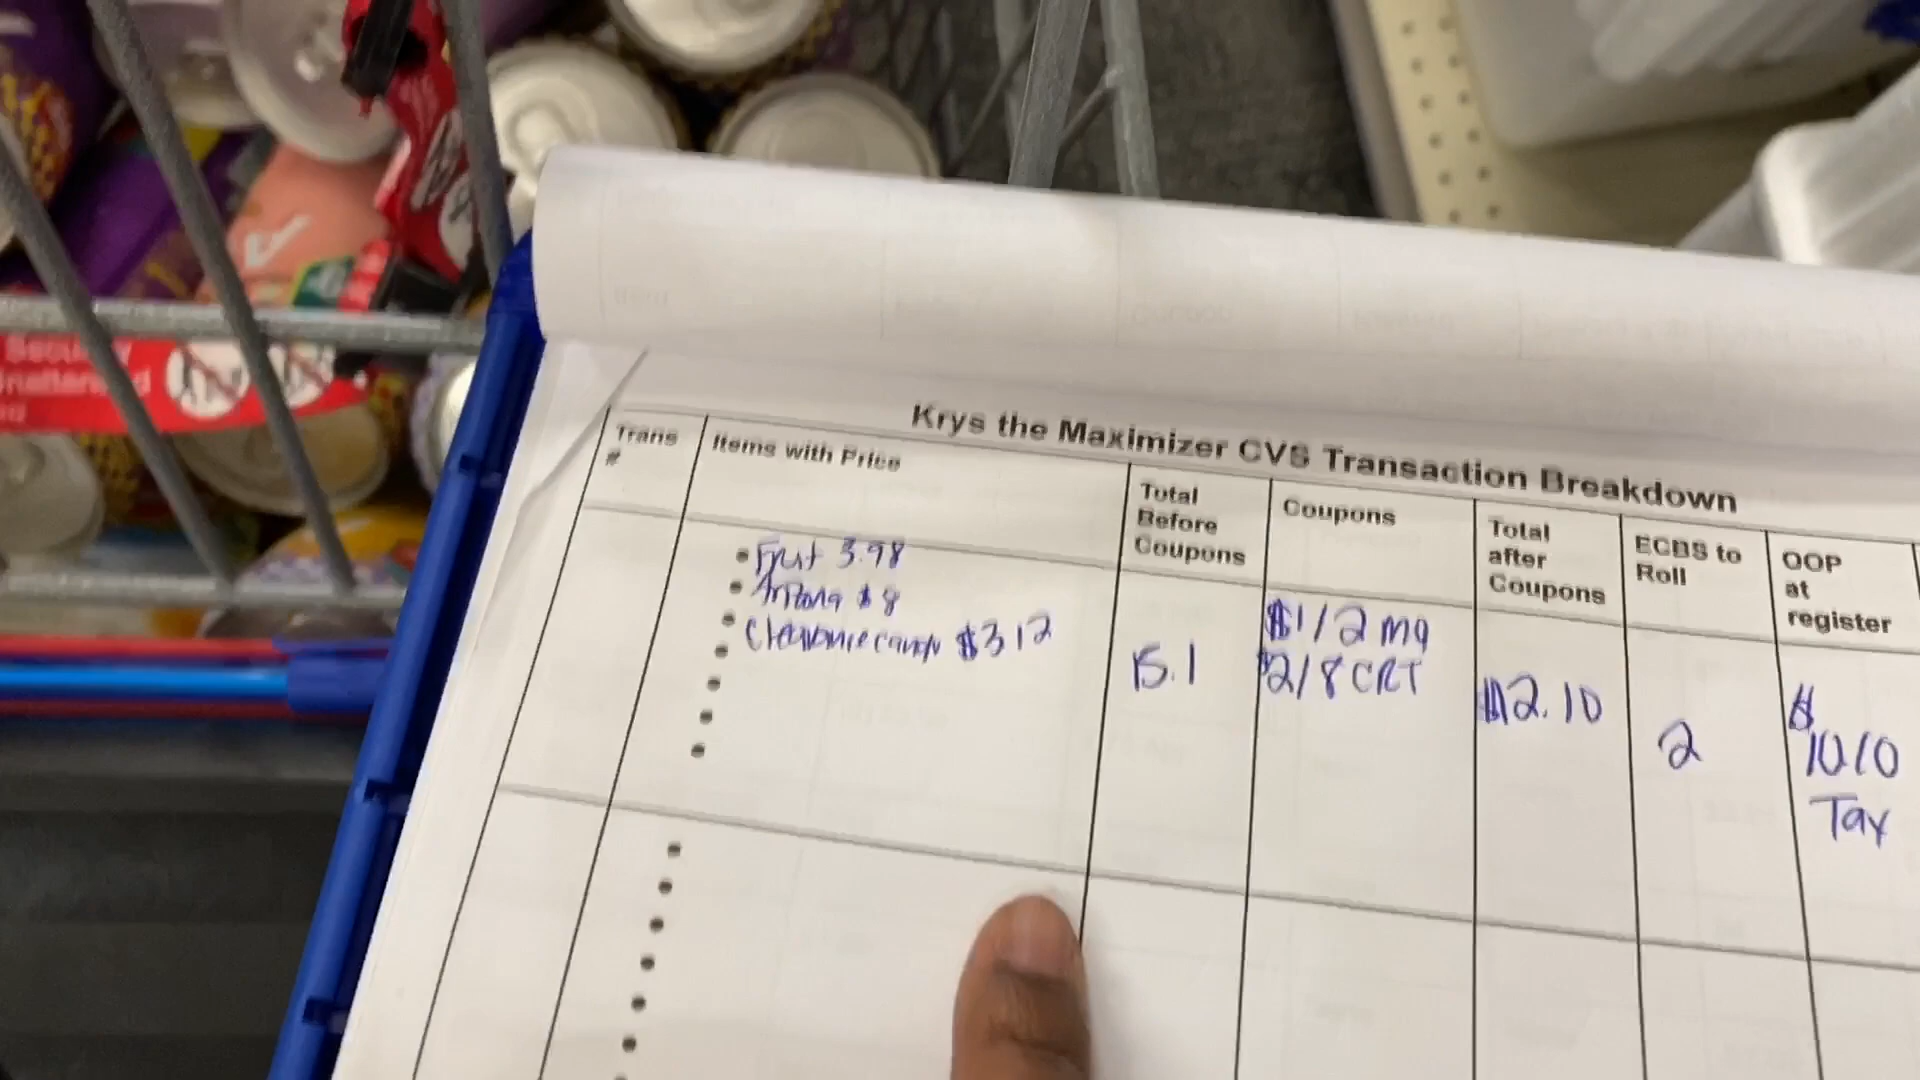 Krys the Maximizer CVS Transaction Breakdown
Trans
#
Items with Price
Total
Before
Coupons
Coupons
Total
after
Coupons
ECBS to
Roll
OOP
at
register
3.98
$8
Clearance candy $3.12
15.1
$1/2 mq
$2/8 CRT
$12.10
2
$
10.10
Tax